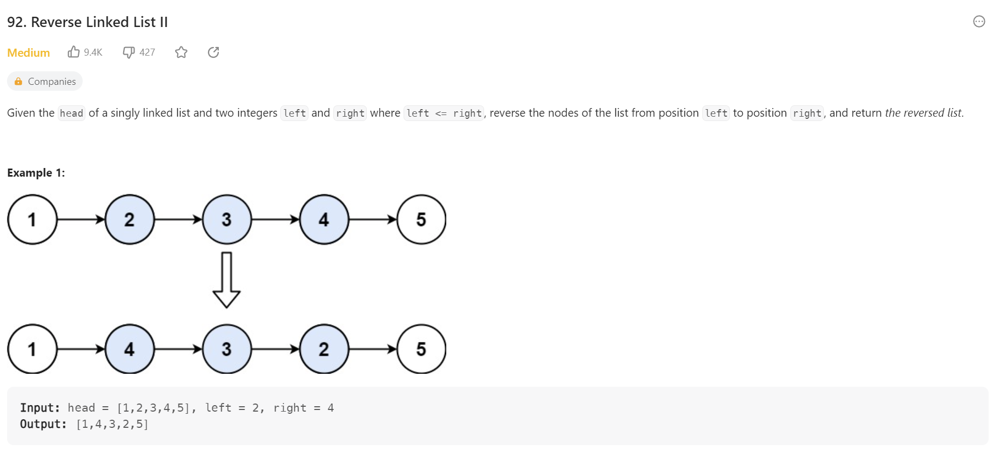 92. Reverse Linked List II
Medium 9.4K 427
Companies
Given the head of a singly linked list and two integers left and right where left <= right, reverse the nodes of the list from position left to position right, and return the reversed list.
Example 1:
1 2 3 4 5
1 4 3 2 5
Input: head = [1,2,3,4,5], left = 2, right = 4
Output: [1,4,3,2,5]